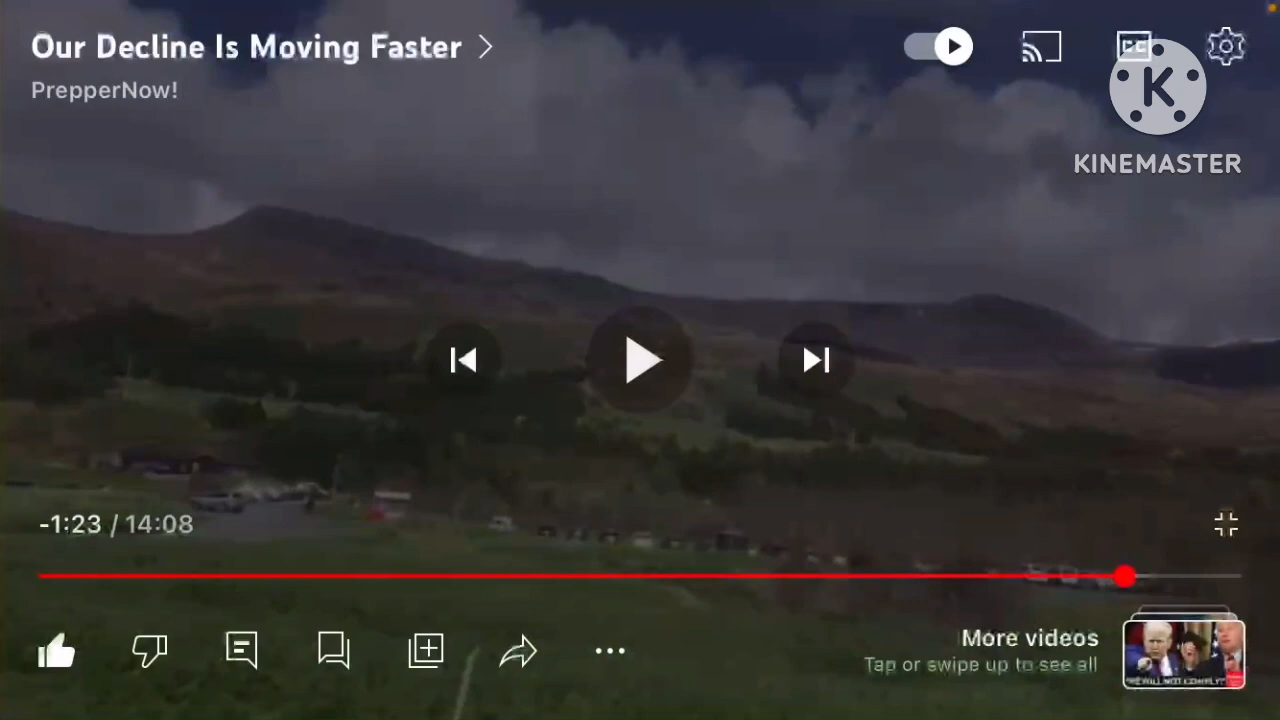 Our Decline Is Moving Faster
PrepperNow!
CC
K
KINEMASTER
-1:23 / 14:08
More videos
Tap or swipe up to see all